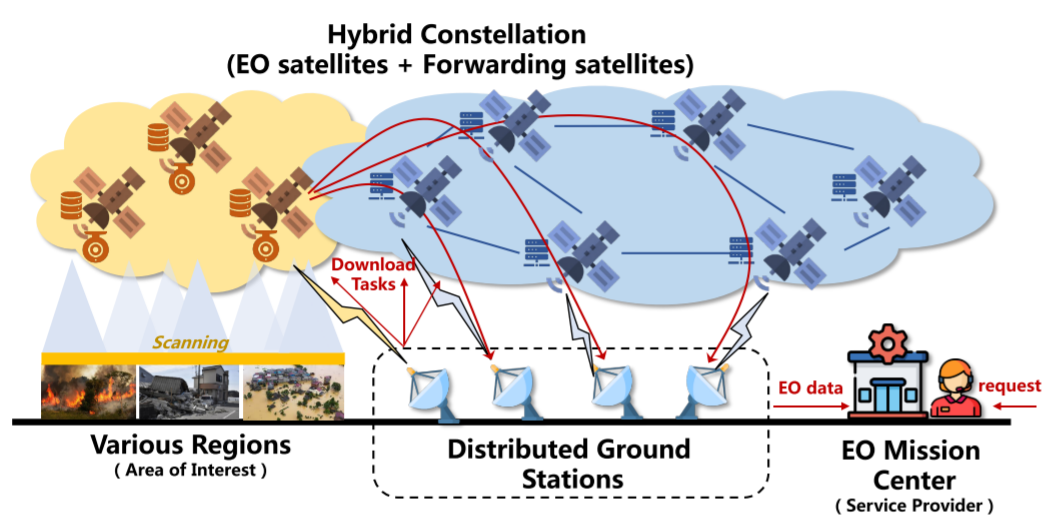 Hybrid Constellation
(EO satellites + Forwarding satellites)
Download
Tasks
Scanning
EO data
request
Various Regions
( Area of Interest )
Distributed Ground
Stations
EO Mission
Center
( Service Provider )